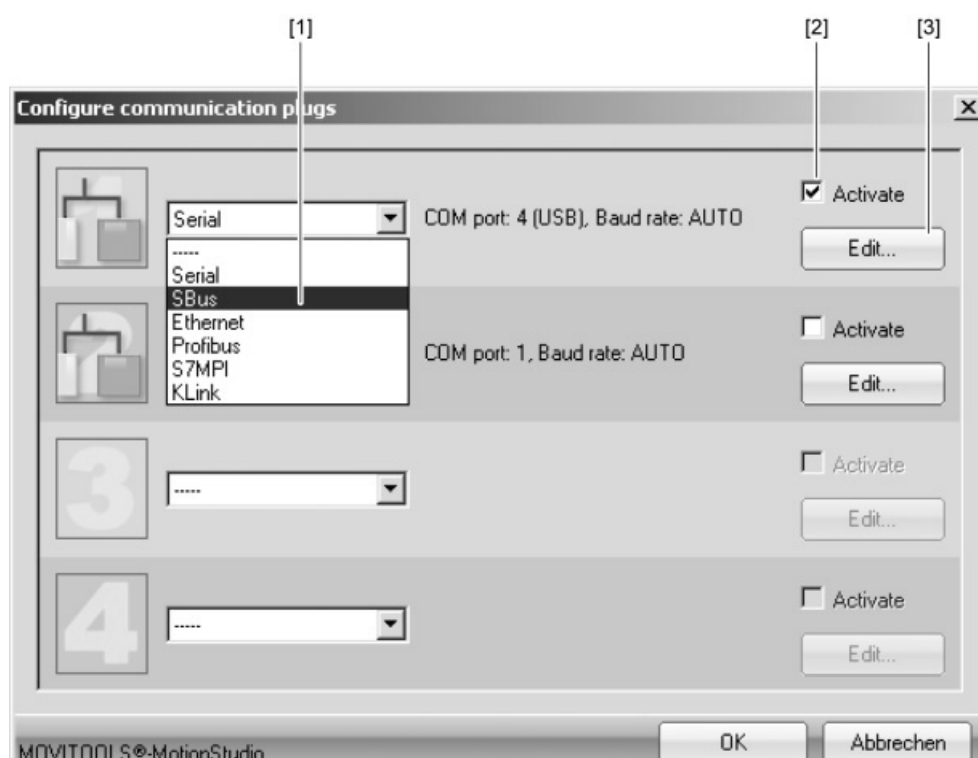 [1]
[2]
[3]
Configure communication plugs
Serial
COM port: 4 (USB), Baud rate: AUTO
Activate
Edit...
-----
Serial
SBus
Ethernet
Profibus
S7MPI
KLink
COM port: 1, Baud rate: AUTO
Activate
Edit...
3
-----
Activate
Edit...
4
-----
Activate
Edit...
MOVITOOLS®-MotionStudio
OK
Abbrechen